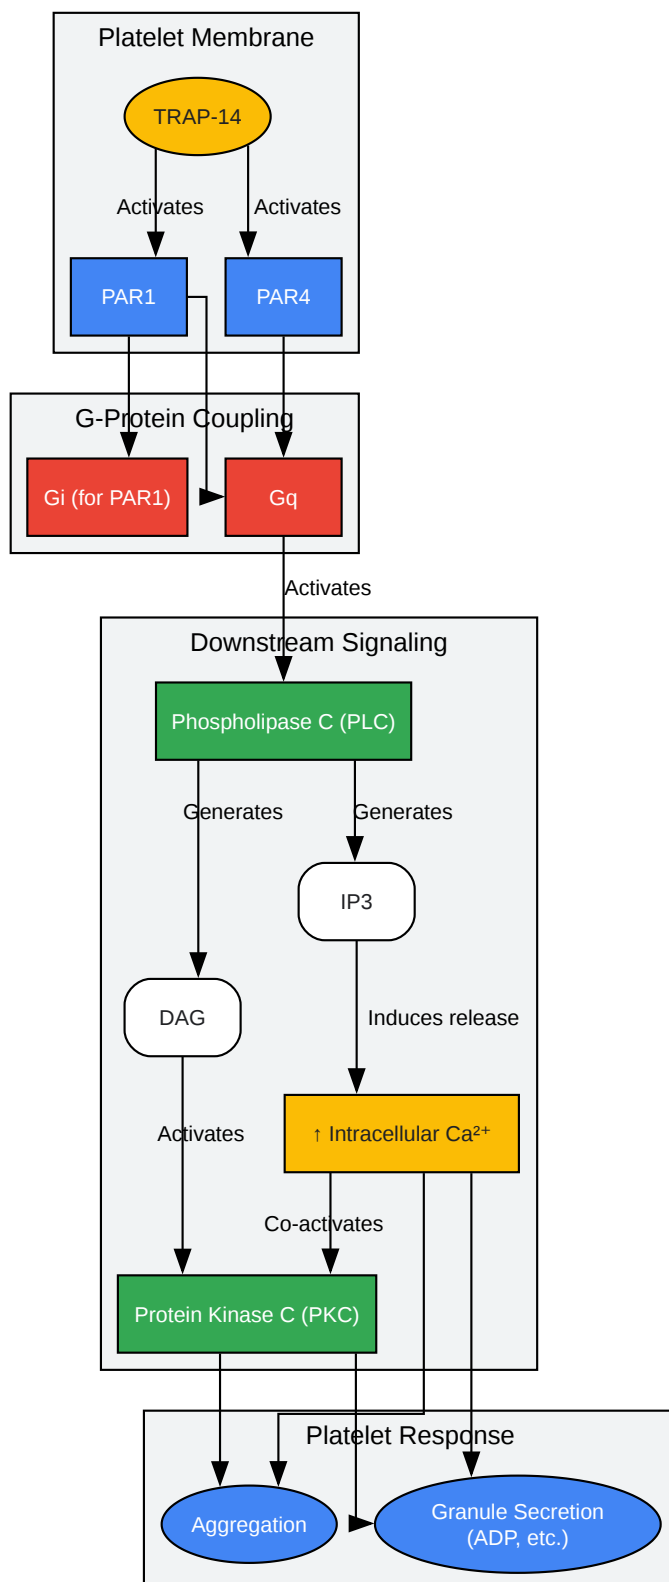 Platelet Membrane
TRAP-14
Activates
Activates
PAR1
PAR4
G-Protein Coupling
Gi (for PAR1)
Gq
Activates
Downstream Signaling
Phospholipase C (PLC)
Generates
Generates
IP3
DAG
Induces release
Activates
↑ Intracellular Ca²⁺
Co-activates
Protein Kinase C (PKC)
Platelet Response
Aggregation
Granule Secretion
(ADP, etc.)